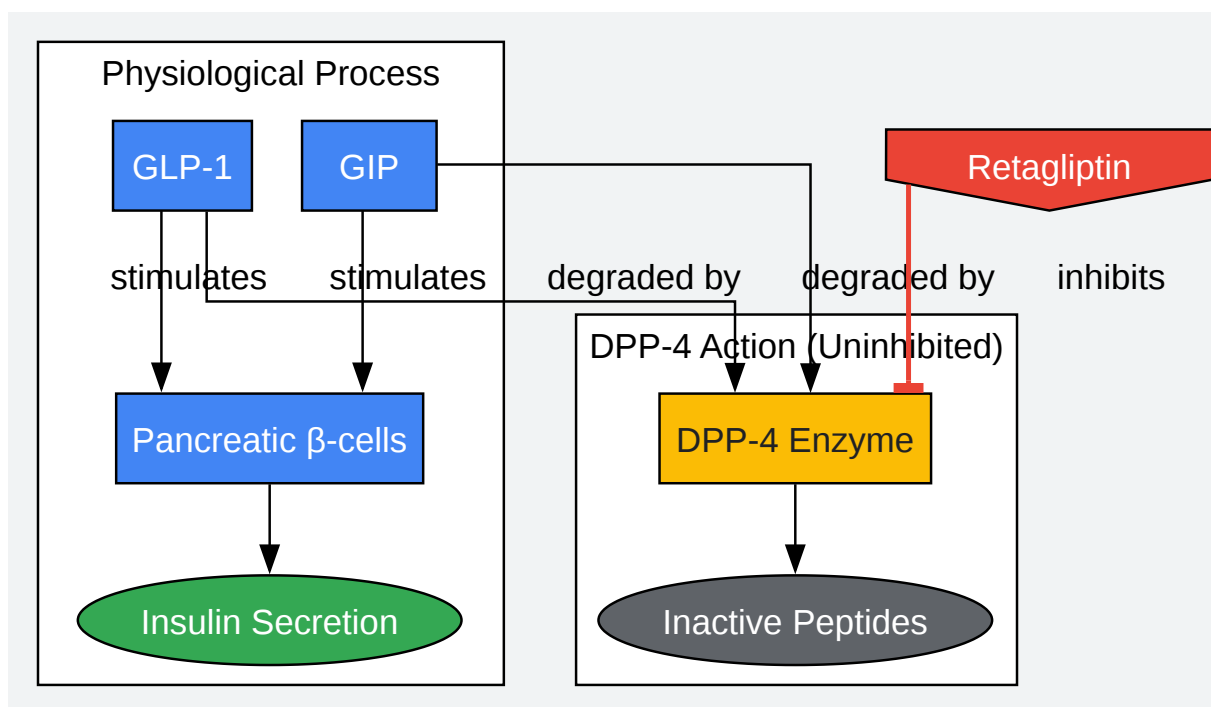 Physiological Process
GLP-1
GIP
Retagliptin
stimulates
stimulates
degraded by
degraded by
inhibits
DPP-4 Action (Uninhibited)
Pancreatic β-cells
DPP-4 Enzyme
Insulin Secretion
Inactive Peptides